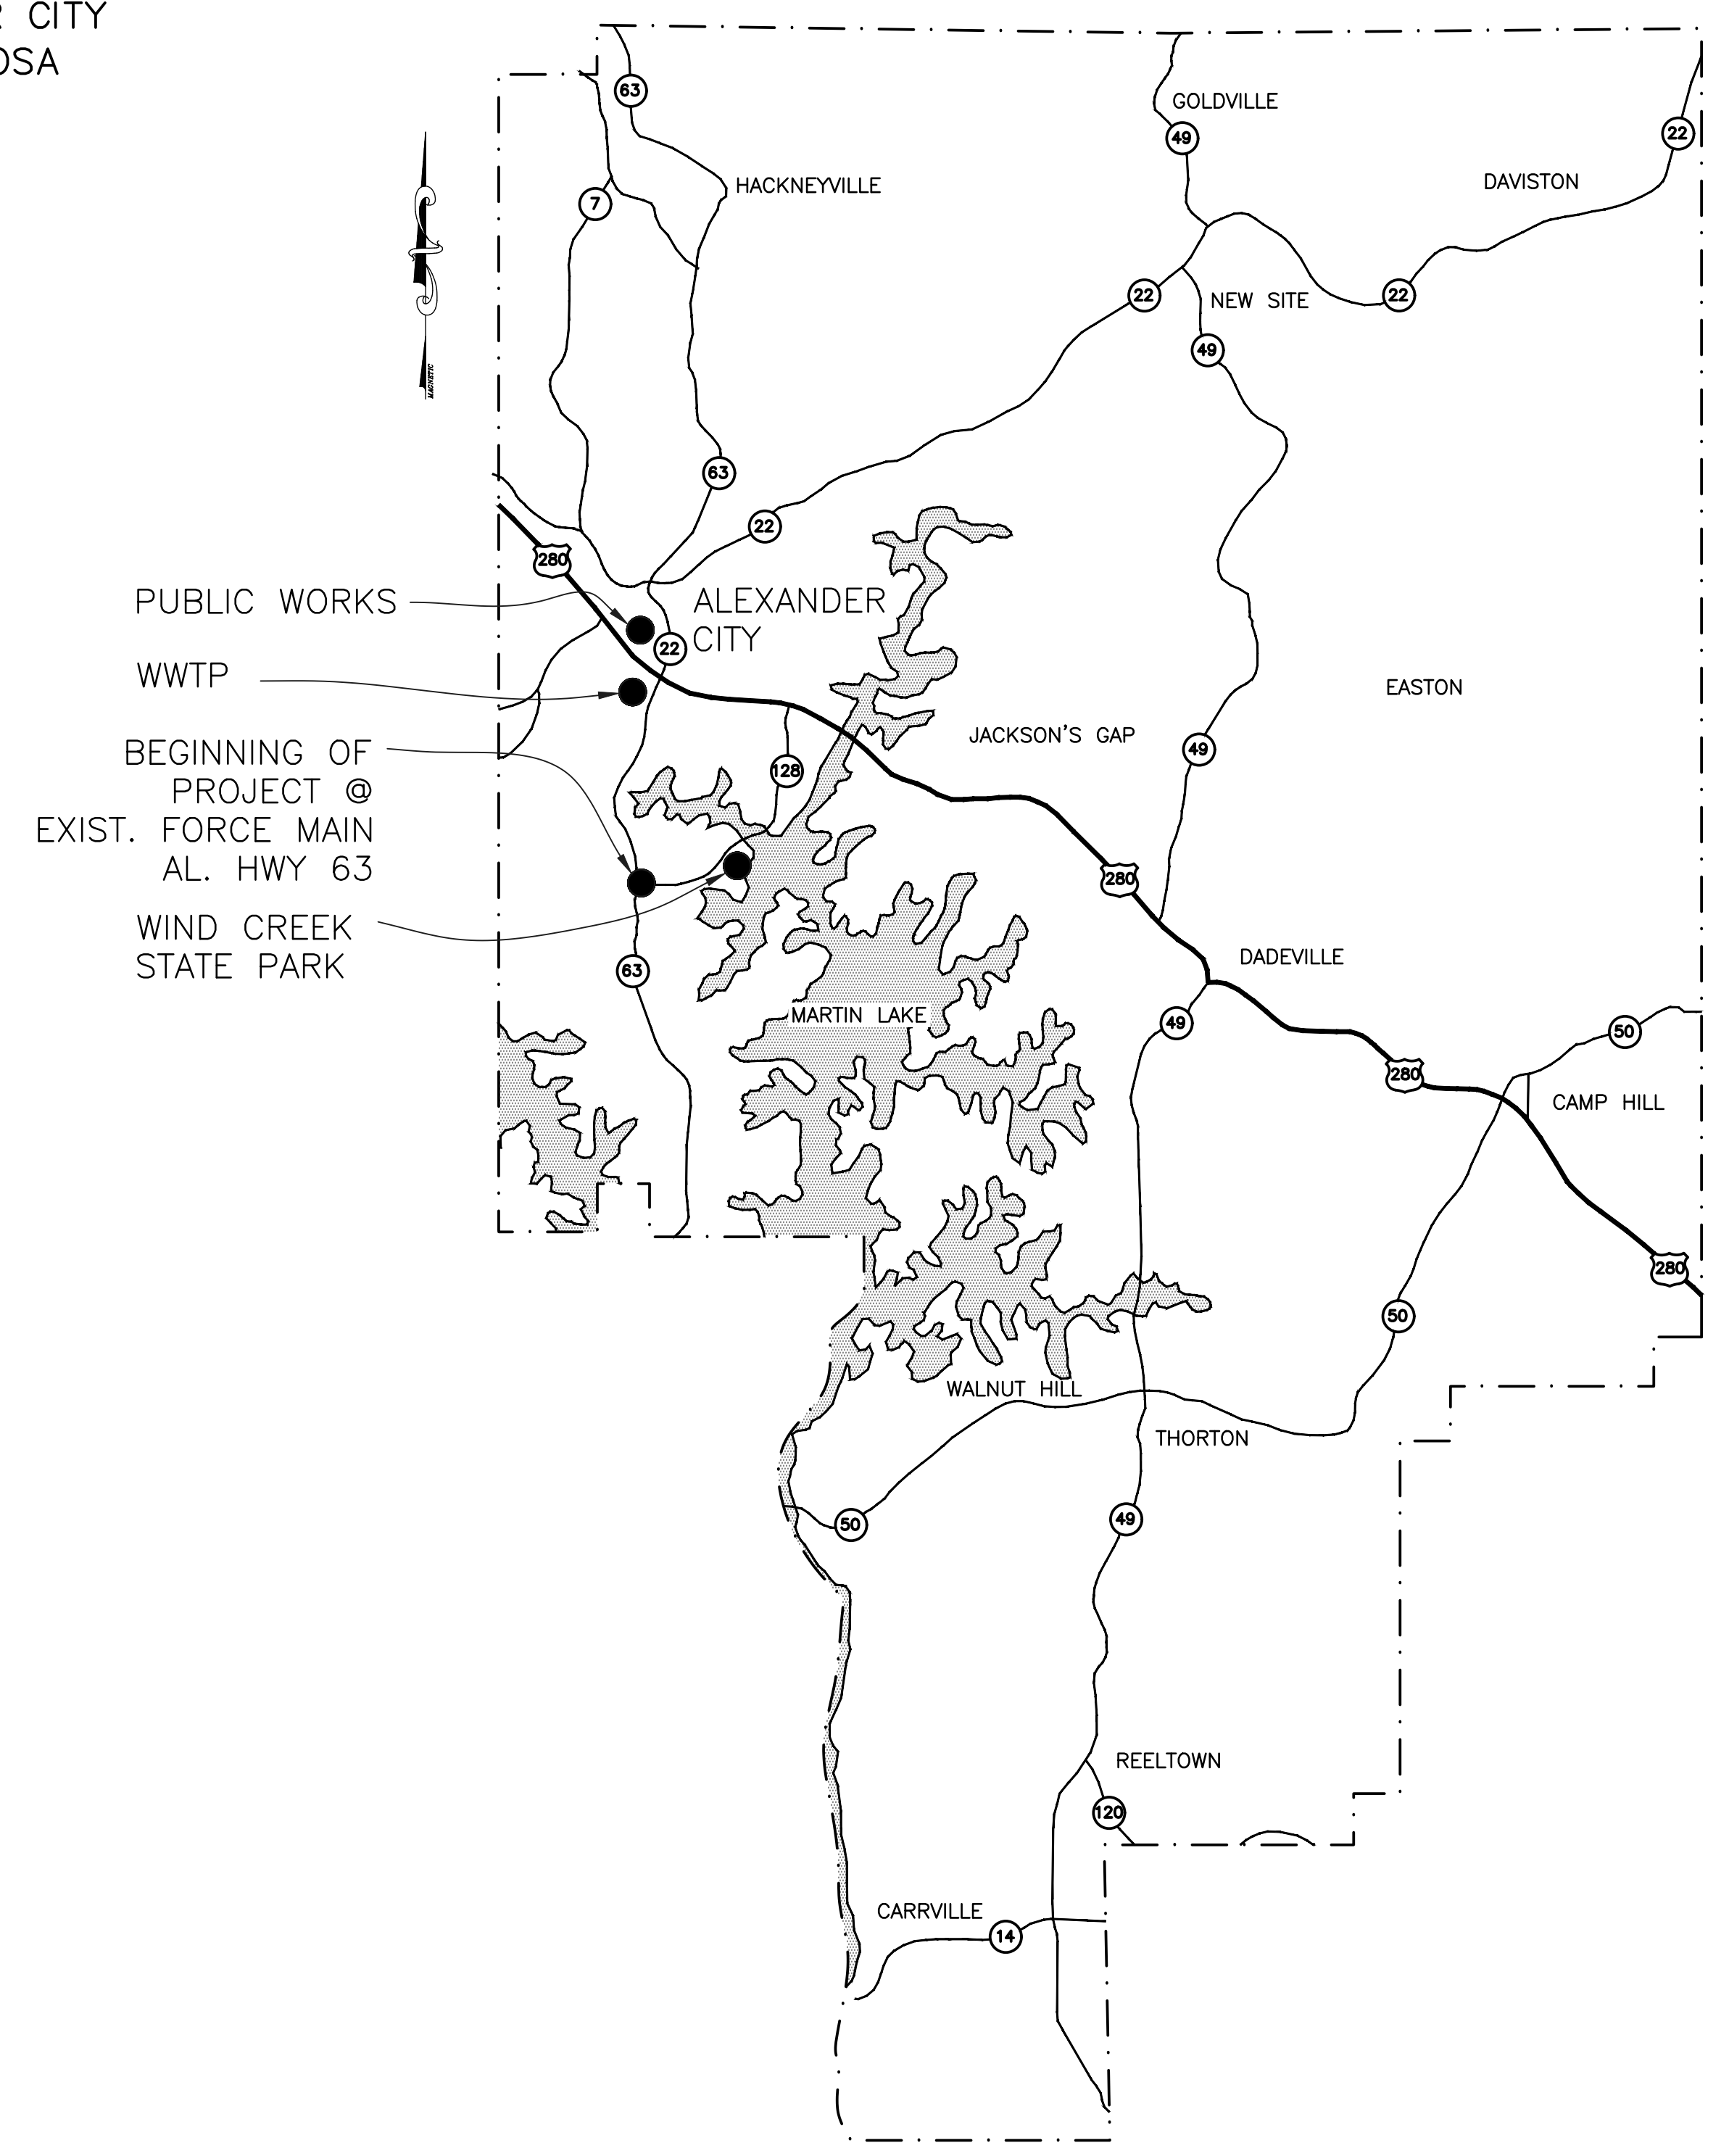 R CITY
OSA
63
GOLDVILLE
49
22
HACKNEYVILLE
DAVISTON
7
22
NEW SITE
22
49
MAGNETIC
63
22
280
PUBLIC WORKS
ALEXANDER
CITY
22
WWTP
EASTON
JACKSON'S GAP
49
BEGINNING OF
PROJECT @
EXIST. FORCE MAIN
AL. HWY 63
128
280
WIND CREEK
STATE PARK
63
DADEVILLE
MARTIN LAKE
49
50
280
CAMP HILL
280
50
WALNUT HILL
THORTON
50
49
REELTOWN
120
CARRVILLE
14